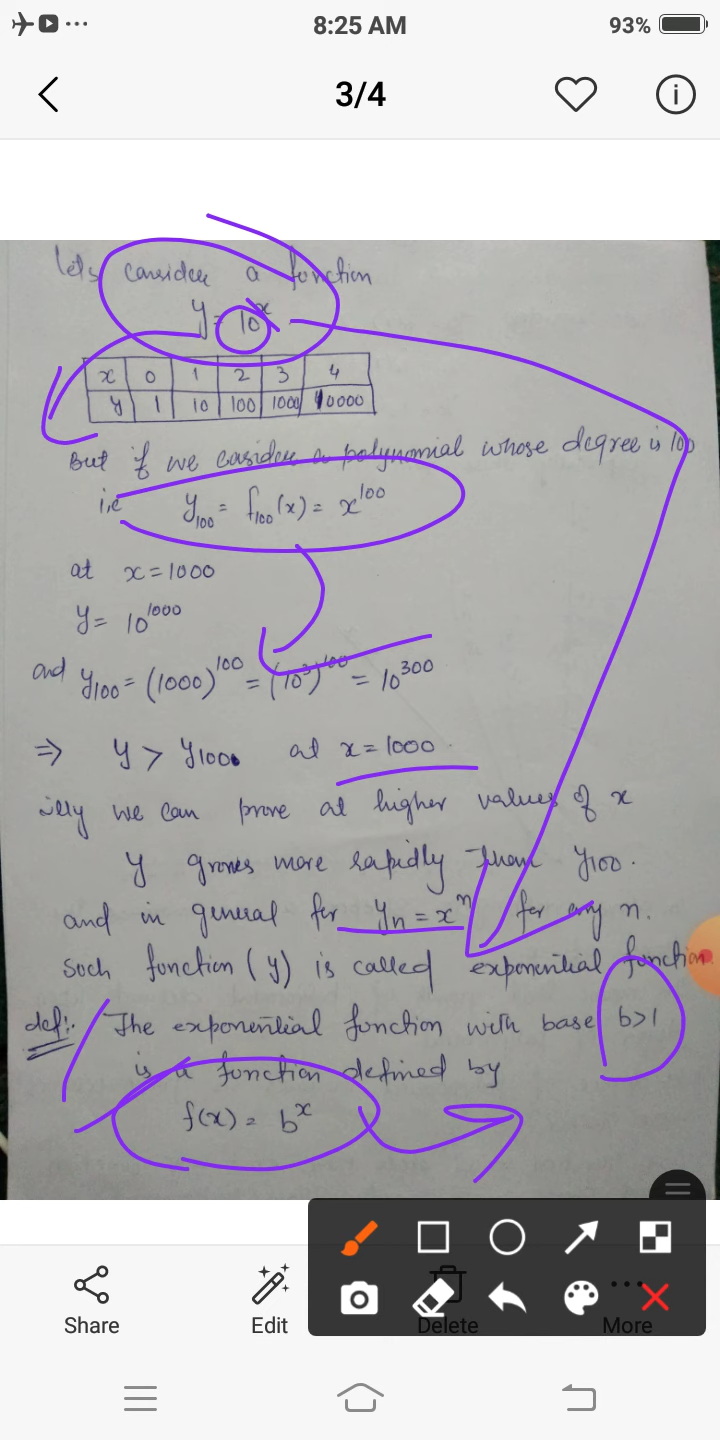 8:25 AM
93%
3/4
lets consider a function
y = 10^x
x 0 1 2 3 4
y 1 10 100 1000 10000
But if we consider a polynomial whose degree is 100
i.e y₁₀₀ = f₁₀₀(x) = x^100
at x = 1000
y = 10^1000
and y₁₀₀ = (1000)^100 = (10^3)^100 = 10^300
⇒ y > y₁₀₀. at x = 1000.
illy we can prove at higher values of x
y grows more rapidly than y₁₀₀.
and in general for yₙ = x^n for any n.
Such function (y) is called exponential function.
def:- The exponential function with base b>1
is a function defined by
f(x) = b^x
Share
Edit
Delete
More